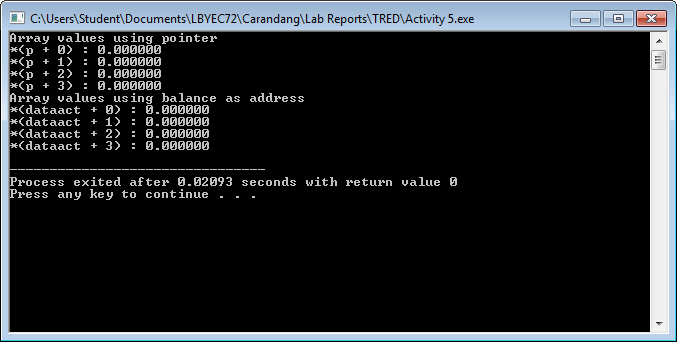 C:\Users\Student\Documents\LBYEC72\Carandang\Lab Reports\TRED\Activity 5.exe
Array values using pointer
*(p + 0) : 0.000000
*(p + 1) : 0.000000
*(p + 2) : 0.000000
*(p + 3) : 0.000000
Array values using balance as address
*(dataact + 0) : 0.000000
*(dataact + 1) : 0.000000
*(dataact + 2) : 0.000000
*(dataact + 3) : 0.000000
--------------------------------
Process exited after 0.02093 seconds with return value 0
Press any key to continue . . .